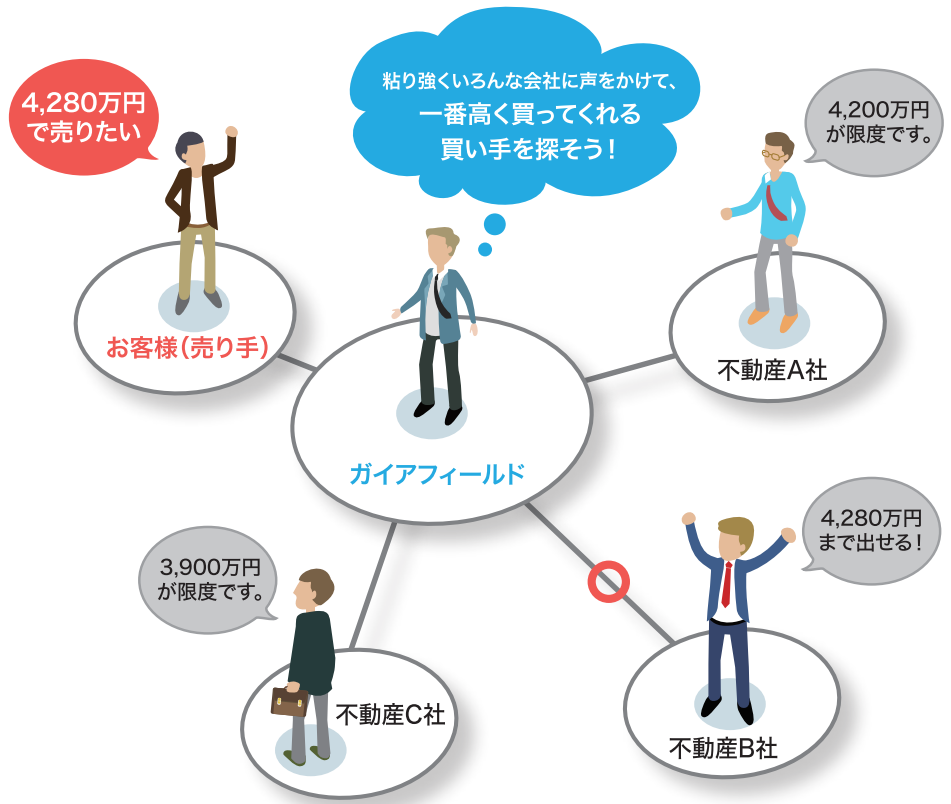 粘り強くいろんな会社に声をかけて、
一番高く買ってくれる
買い手を探そう！
4,280万円
で売りたい
お客様（売り手）
4,200万円
が限度です。
不動産A社
ガイアフィールド
3,900万円
が限度です。
不動産C社
4,280万円
まで出せる！
不動産B社